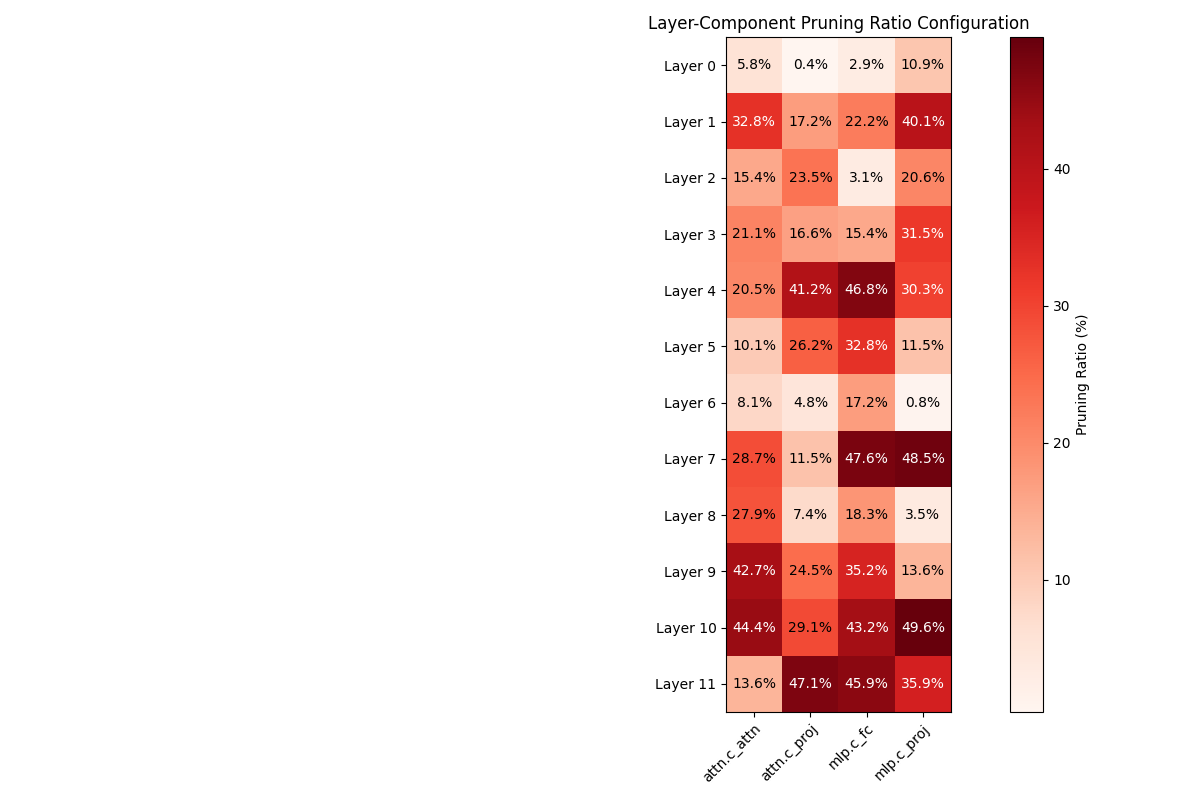 Layer-Component Pruning Ratio Configuration
Layer 0 5.8% 0.4% 2.9% 10.9%
Layer 1 32.8% 17.2% 22.2% 40.1%
Layer 2 15.4% 23.5% 3.1% 20.6%
Layer 3 21.1% 16.6% 15.4% 31.5%
Layer 4 20.5% 41.2% 46.8% 30.3%
Layer 5 10.1% 26.2% 32.8% 11.5%
Layer 6 8.1% 4.8% 17.2% 0.8%
Layer 7 28.7% 11.5% 47.6% 48.5%
Layer 8 27.9% 7.4% 18.3% 3.5%
Layer 9 42.7% 24.5% 35.2% 13.6%
Layer 10 44.4% 29.1% 43.2% 49.6%
Layer 11 13.6% 47.1% 45.9% 35.9%
attn.c_attn attn.c_proj mlp.c_fc mlp.c_proj
40
30
20
10
Pruning Ratio (%)